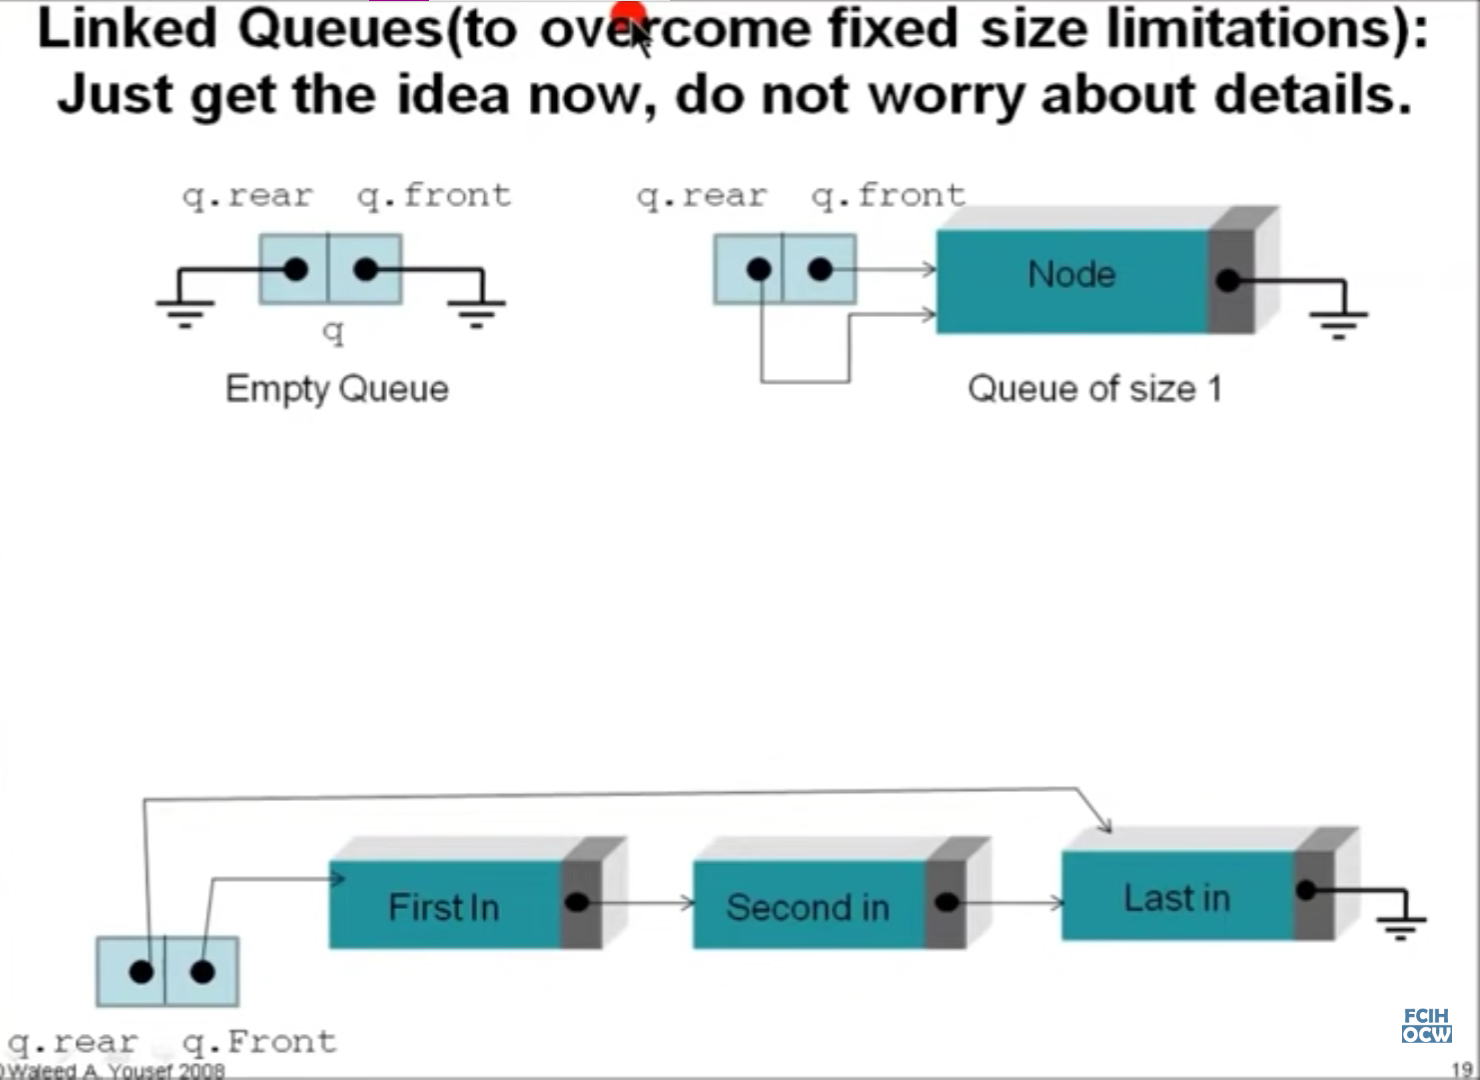 Linked Queues(to overcome fixed size limitations):
Just get the idea now, do not worry about details.
q.rear q.front
q
Empty Queue
q.rear q.front
Node
Queue of size 1
First In
Second in
Last in
q.rear q.Front
Waleed A. Yousef 2008
FCIH
OCW
19